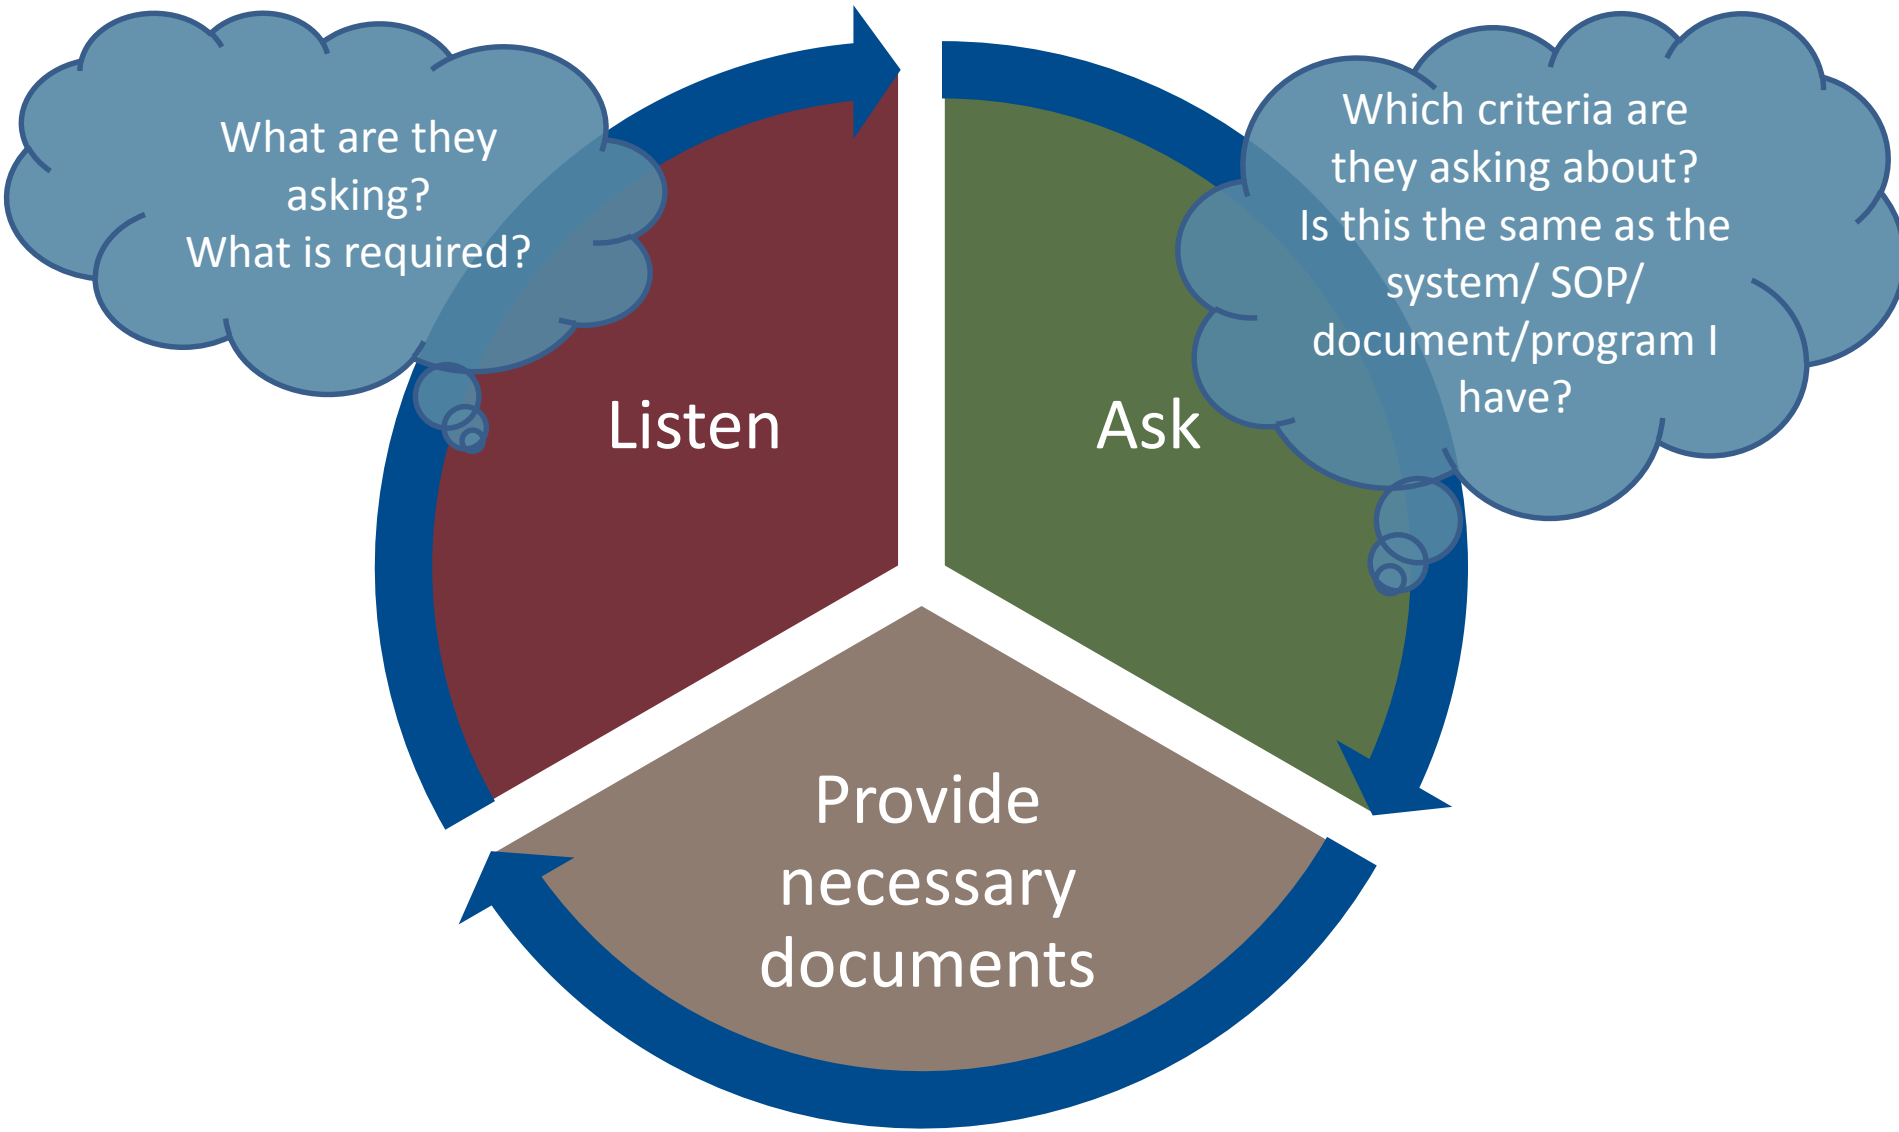 What are they
asking?
What is required?
Which criteria are
they asking about?
Is this the same as the
system/ SOP/
document/program I
have?
Listen
Ask
Provide
necessary
documents